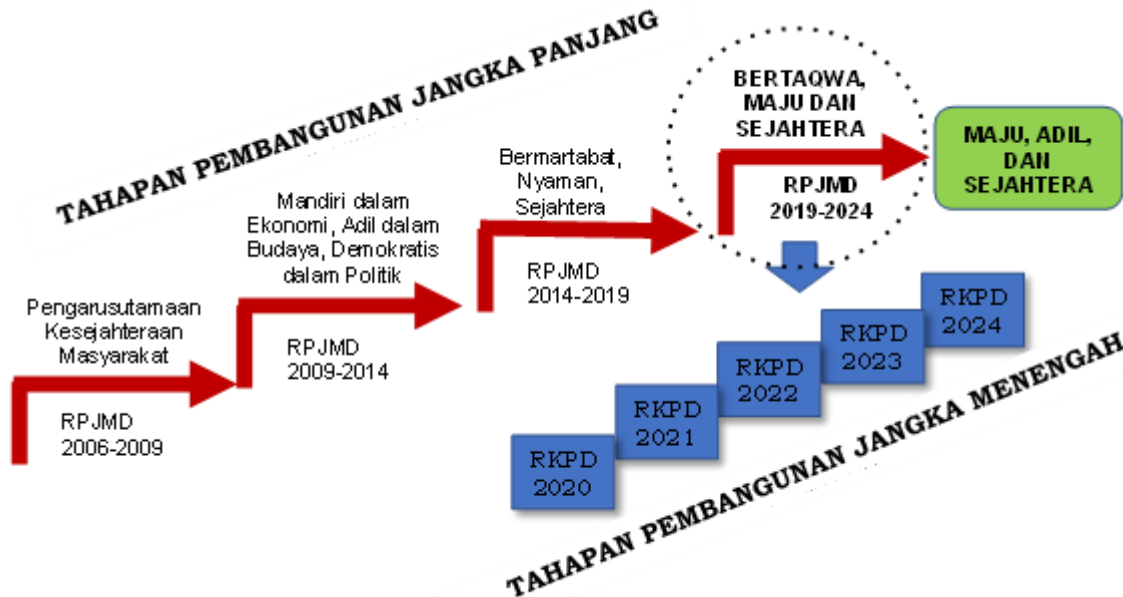 TAHAPAN PEMBANGUNAN JANGKA PANJANG
Pengarusutamaan
Kesejahteraan
Masyarakat
RPJMD
2006-2009
Mandiri dalam
Ekonomi, Adil dalam
Budaya, Demokratis
dalam Politik
RPJMD
2009-2014
Bermartabat,
Nyaman,
Sejahtera
RPJMD
2014-2019
BERTAQWA,
MAJU DAN
SEJAHTERA
RPJMD
2019-2024
MAJU, ADIL,
DAN
SEJAHTERA
RKPD
2020
RKPD
2021
RKPD
2022
RKPD
2023
RKPD
2024
TAHAPAN PEMBANGUNAN JANGKA MENENGAH